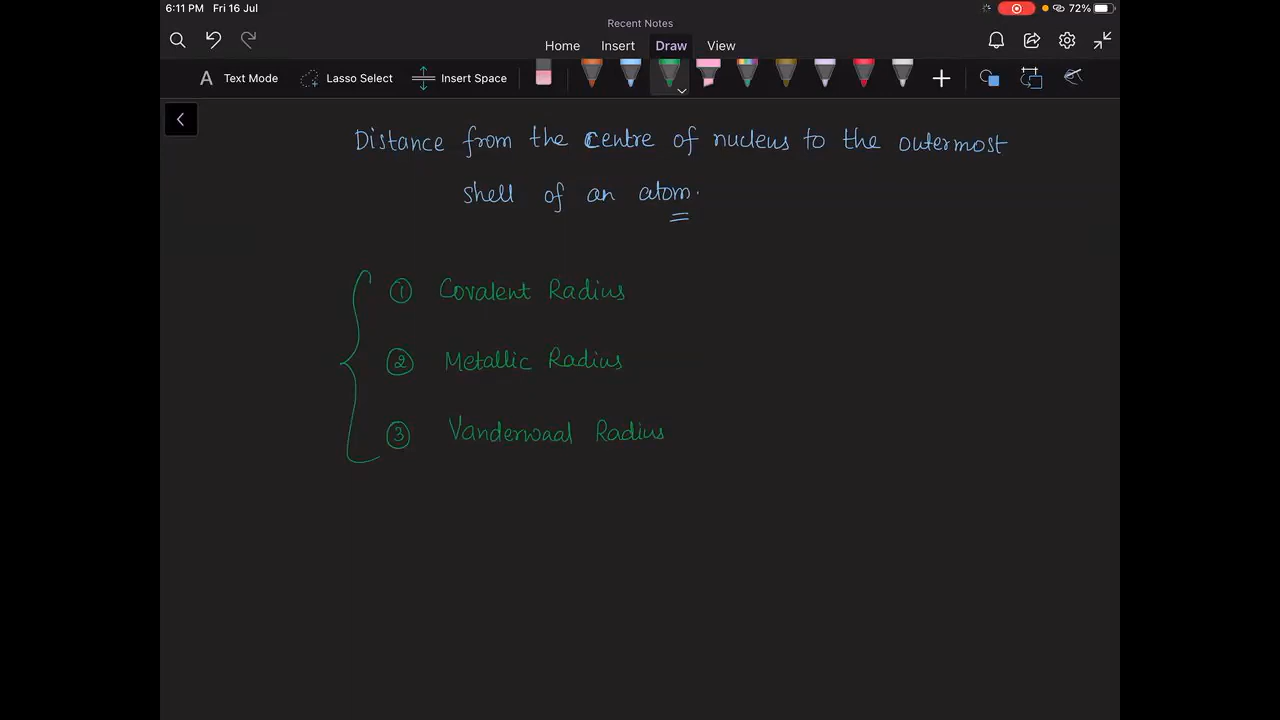 6:11 PM Fri 16 Jul
72%
Recent Notes
Home Insert Draw View
A Text Mode Lasso Select Insert Space
Distance from the centre of nucleus to the outermost
shell of an atom.
1 Covalent Radius
2 Metallic Radius
3 Vanderwaal Radius